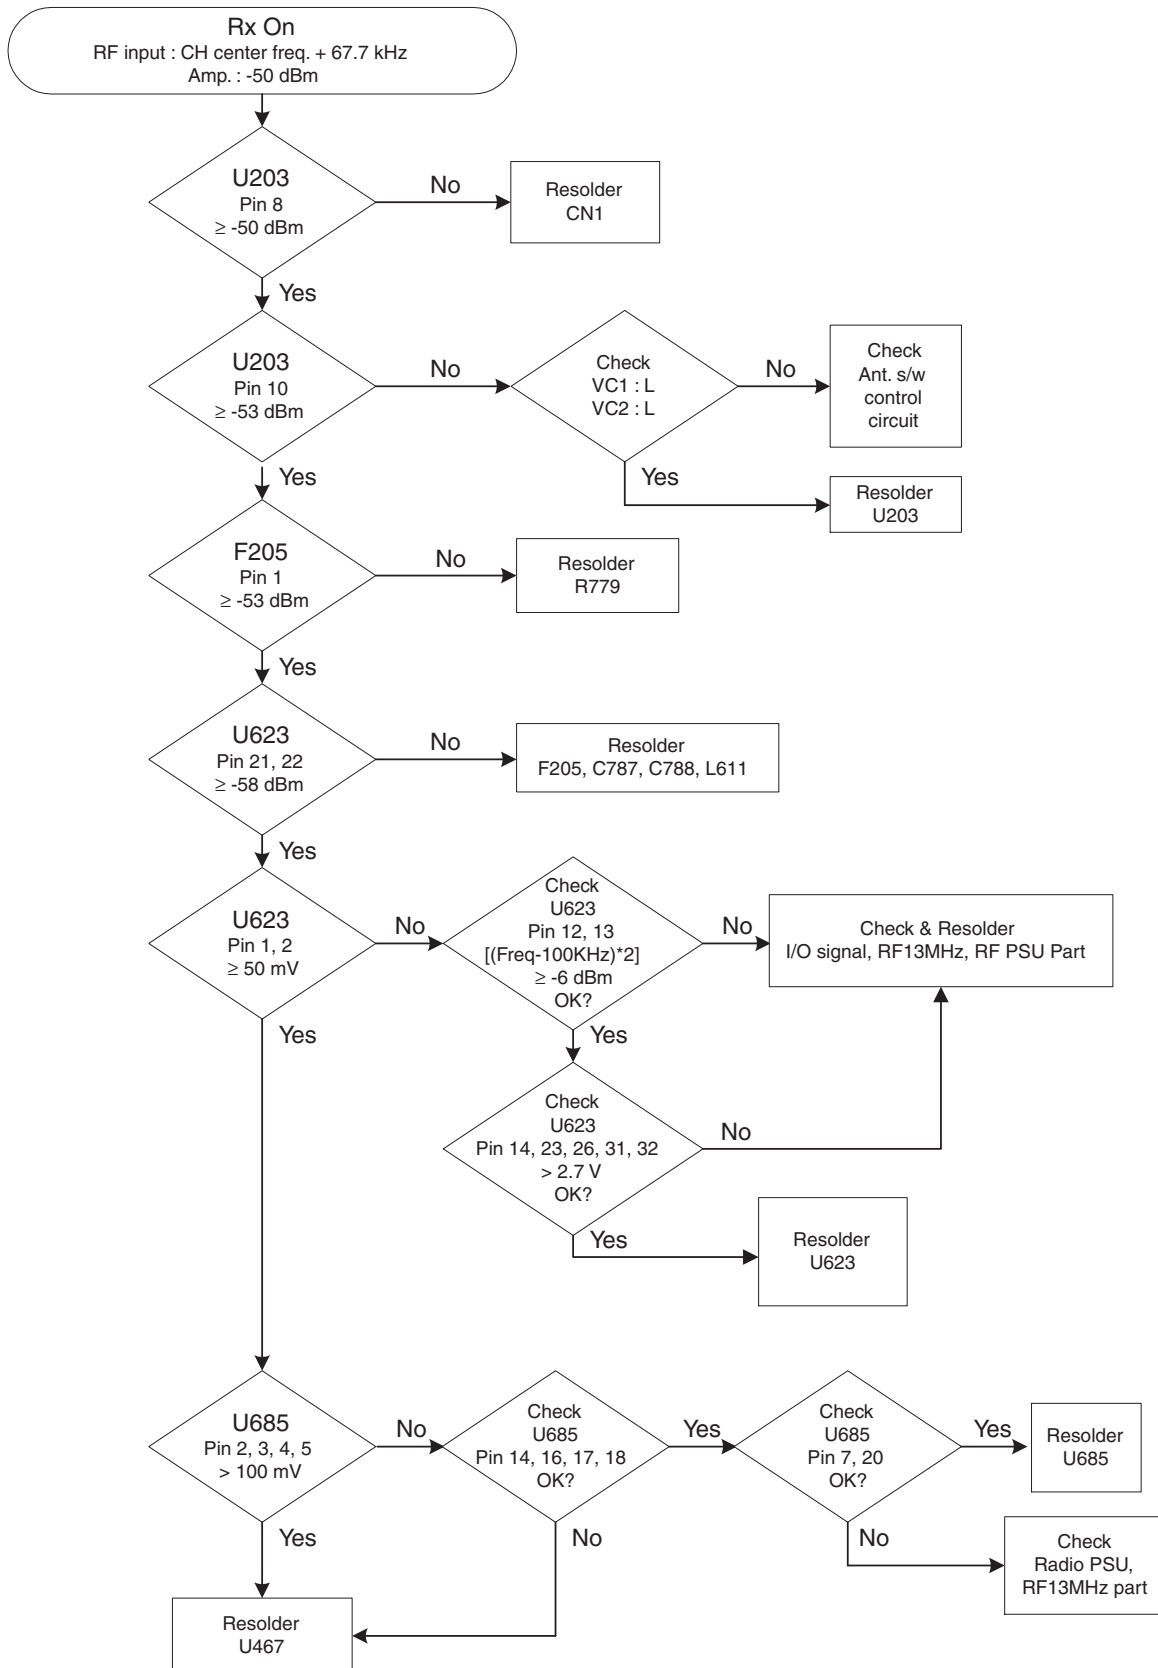 Rx On
RF input : CH center freq. + 67.7 kHz
Amp. : -50 dBm
U203
Pin 8
≥ -50 dBm
No
Resolder
CN1
Yes
U203
Pin 10
≥ -53 dBm
No
Check
VC1 : L
VC2 : L
No
Check
Ant. s/w
control
circuit
Yes
Yes
Resolder
U203
F205
Pin 1
≥ -53 dBm
No
Resolder
R779
Yes
U623
Pin 21, 22
≥ -58 dBm
No
Resolder
F205, C787, C788, L611
Yes
U623
Pin 1, 2
≥ 50 mV
No
Check
U623
Pin 12, 13
[(Freq-100KHz)*2]
≥ -6 dBm
OK?
No
Check & Resolder
I/O signal, RF13MHz, RF PSU Part
Yes
Yes
Check
U623
Pin 14, 23, 26, 31, 32
> 2.7 V
OK?
No
Yes
Resolder
U623
U685
Pin 2, 3, 4, 5
> 100 mV
No
Check
U685
Pin 14, 16, 17, 18
OK?
Yes
Check
U685
Pin 7, 20
OK?
Yes
Resolder
U685
Yes
No
No
Check
Radio PSU,
RF13MHz part
Resolder
U467